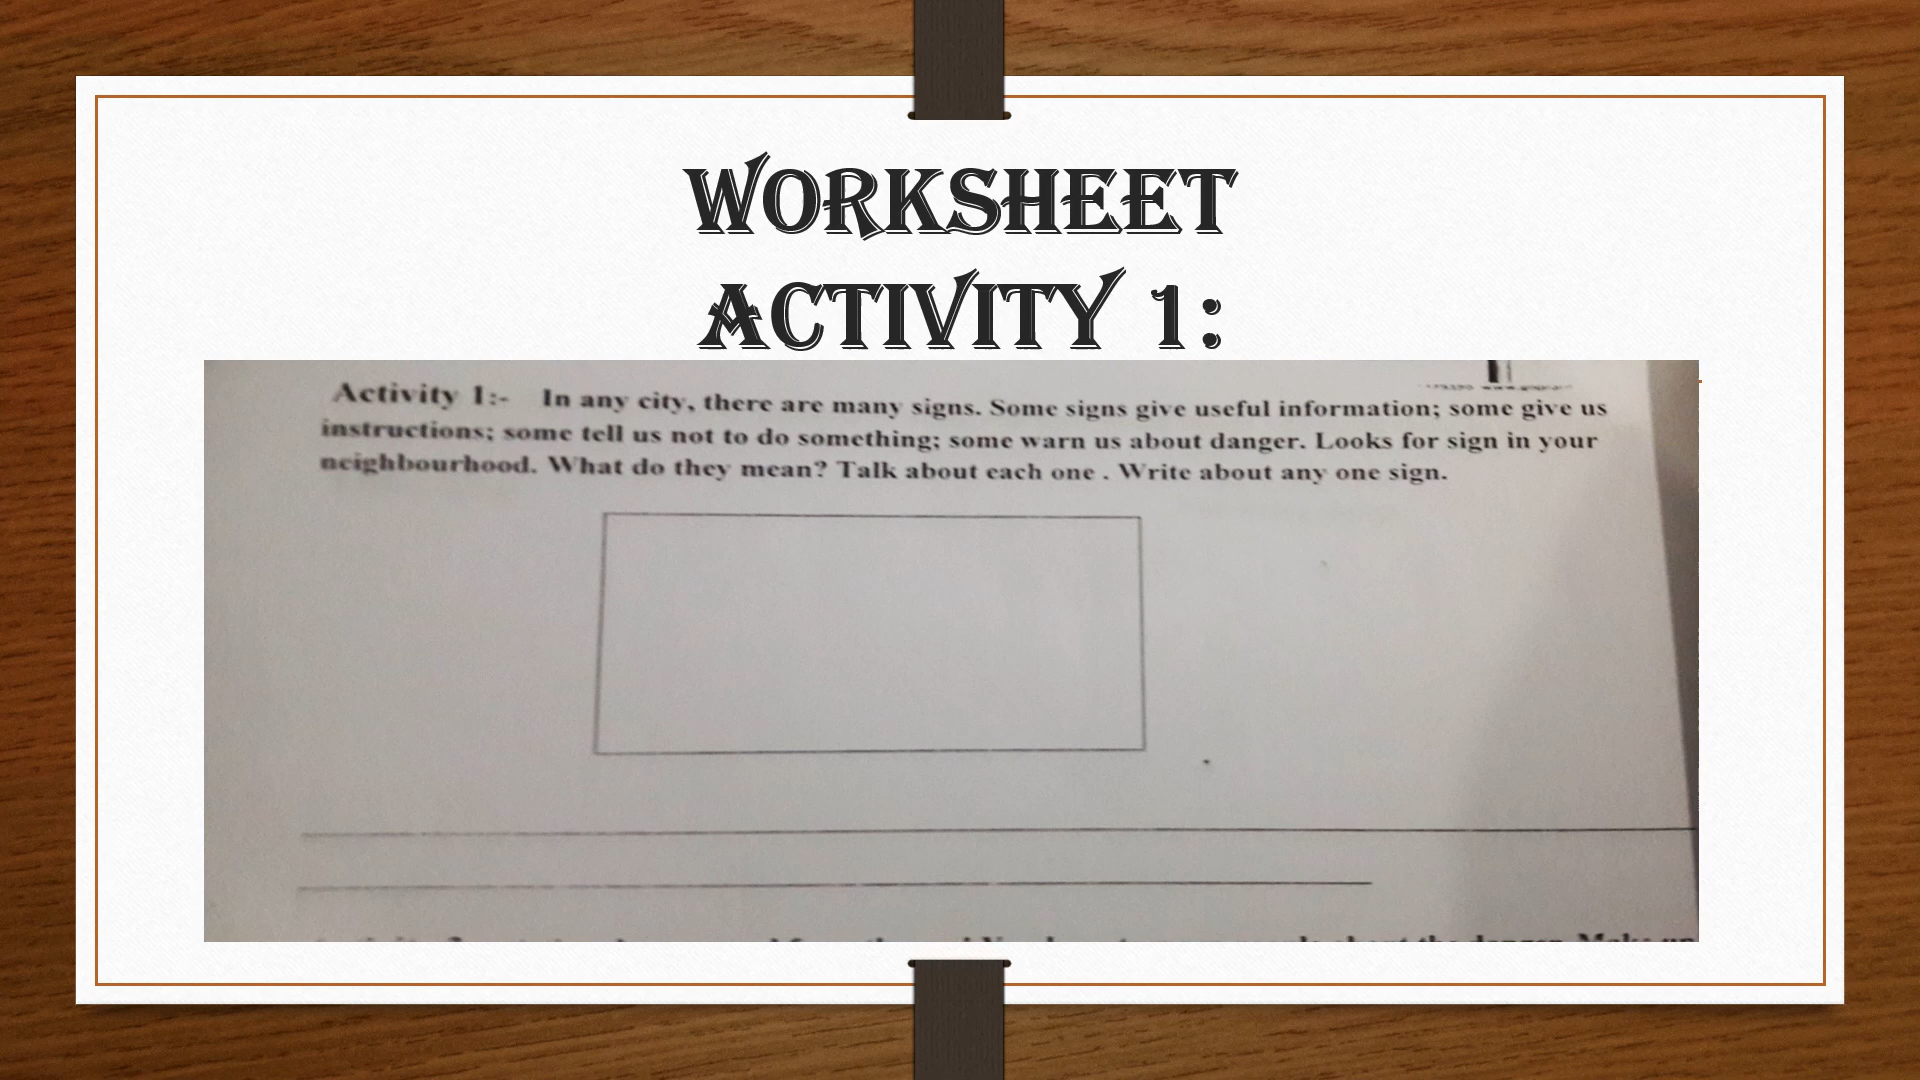 WORKSHEET
ACTIVITY 1:
Activity 1:- In any city, there are many signs. Some signs give useful information; some give us
instructions; some tell us not to do something; some warn us about danger. Looks for sign in your
neighbourhood. What do they mean? Talk about each one . Write about any one sign.